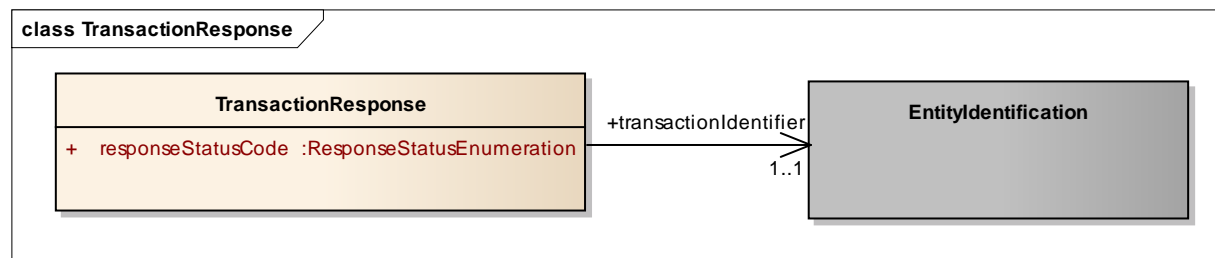 class TransactionResponse
TransactionResponse
+ responseStatusCode :ResponseStatusEnumeration
+transactionIdentifier
1..1
EntityIdentification